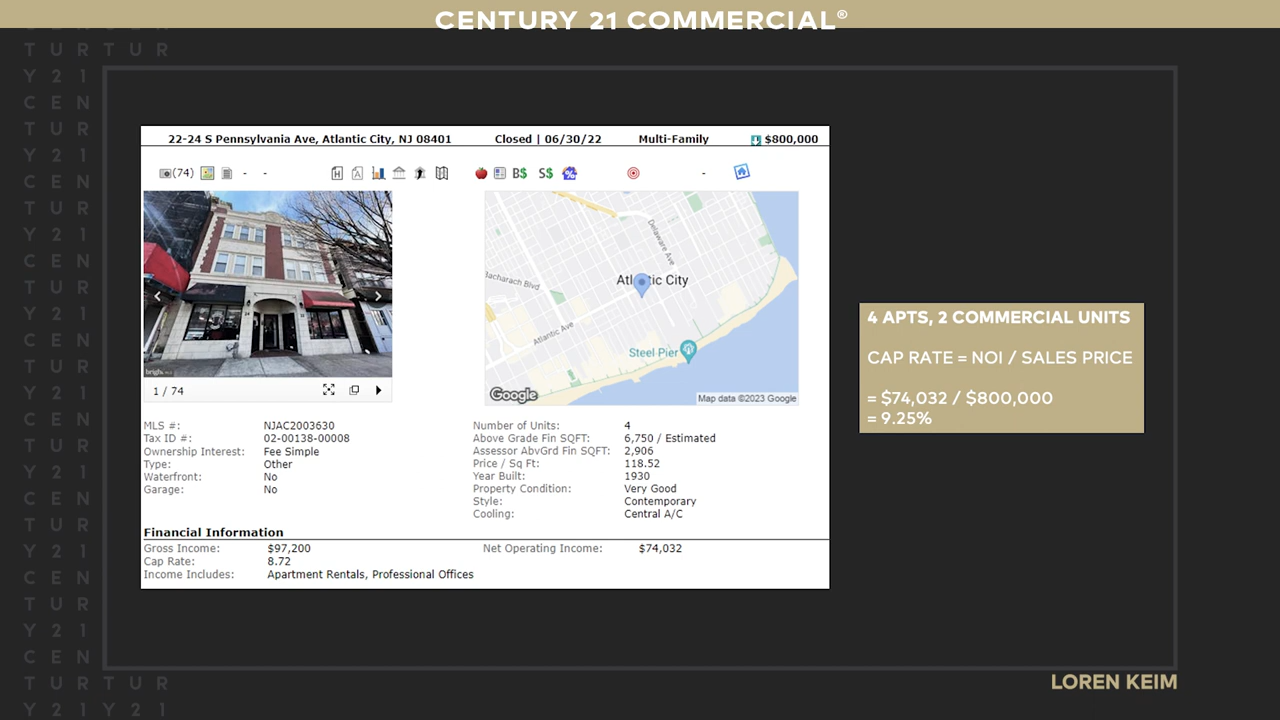 CENTURY 21 COMMERCIAL®
22-24 S Pennsylvania Ave, Atlantic City, NJ 08401 Closed | 06/30/22 Multi-Family $800,000
(74) - - H A B$ S$ % -
Delaware Ave
Bacharach Blvd
Atlantic City
Atlantic Ave
Steel Pier
Google
Map data ©2023 Google
bright MLS
1 / 74
MLS #: NJAC2003630
Tax ID #: 02-00138-00008
Ownership Interest: Fee Simple
Type: Other
Waterfront: No
Garage: No
Number of Units: 4
Above Grade Fin SQFT: 6,750 / Estimated
Assessor AbvGrd Fin SQFT: 2,906
Price / Sq Ft: 118.52
Year Built: 1930
Property Condition: Very Good
Style: Contemporary
Cooling: Central A/C
Financial Information
Gross Income: $97,200 Net Operating Income: $74,032
Cap Rate: 8.72
Income Includes: Apartment Rentals, Professional Offices
4 APTS, 2 COMMERCIAL UNITS
CAP RATE = NOI / SALES PRICE
= $74,032 / $800,000
= 9.25%
LOREN KEIM